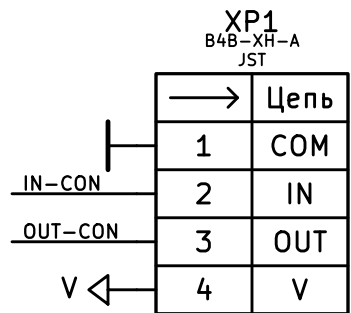 XP1
B4B-XH-A
JST
Цепь
1 COM
IN-CON 2 IN
OUT-CON 3 OUT
V 4 V